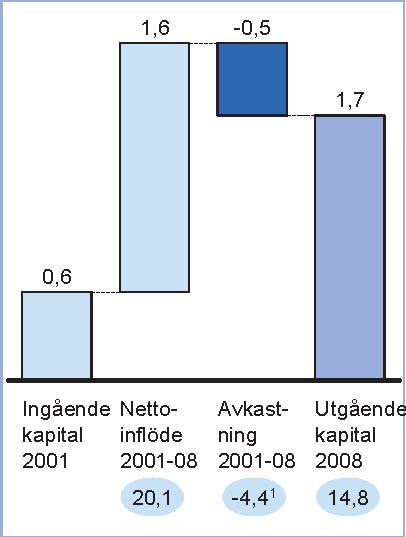 1,6
-0,5
1,7
0,6
Ingående kapital 2001
Netto-
inflöde
2001-08
Avkast-
ning
2001-08
Utgående
kapital
2008
20,1
-4,4¹
14,8